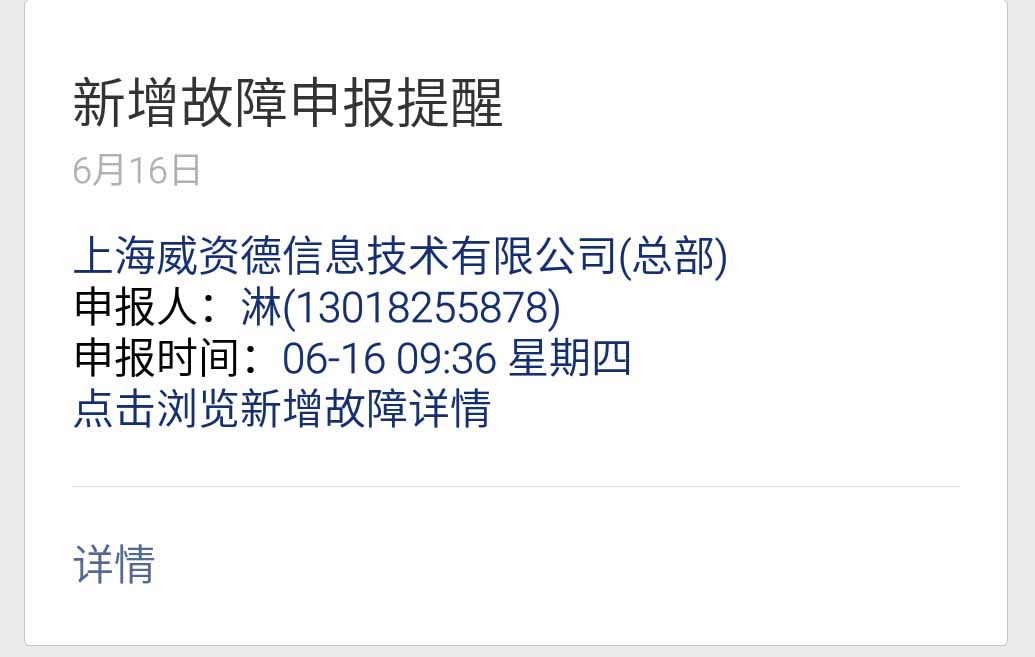 新增故障申报提醒
6月16日
上海威资德信息技术有限公司(总部)
申报人：淋(13018255878)
申报时间：06-16 09:36 星期四
点击浏览新增故障详情
详情